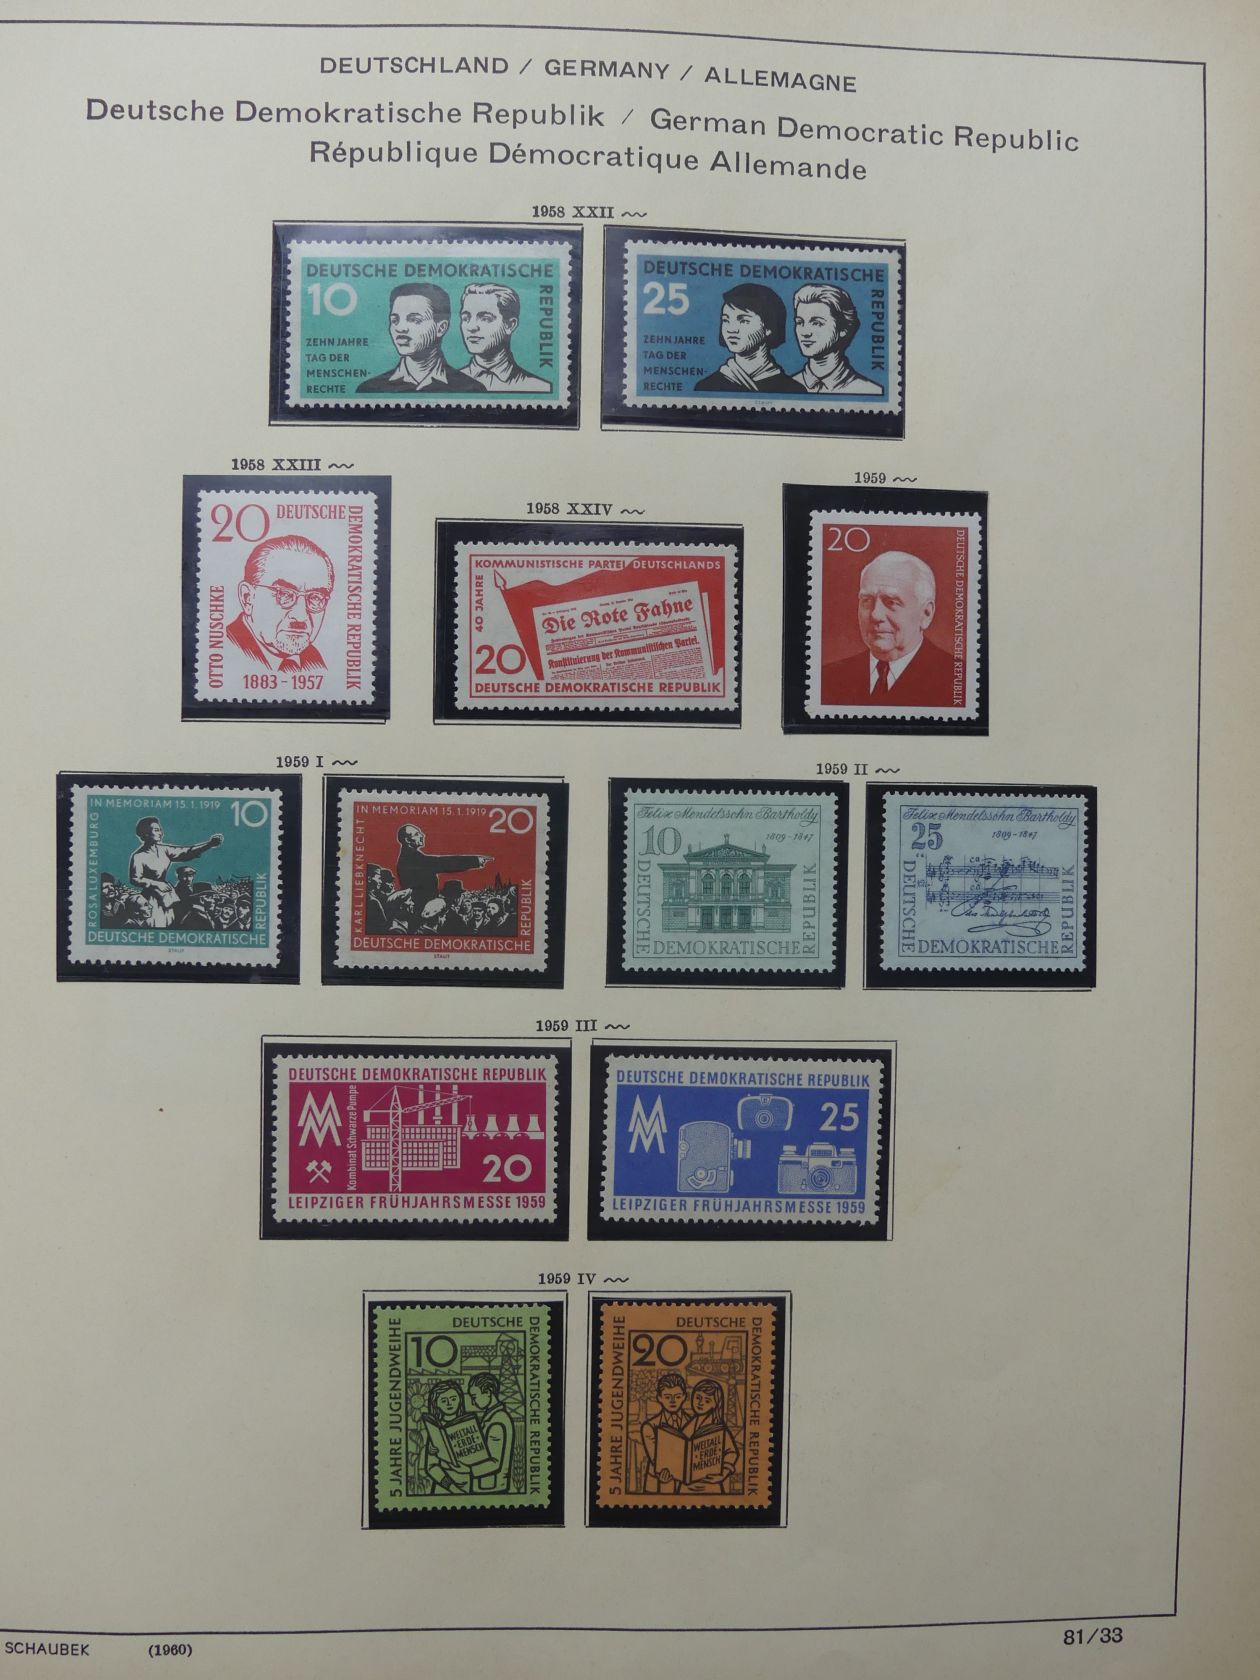 DEUTSCHLAND / GERMANY / ALLEMAGNE
Deutsche Demokratische Republik / German Democratic Republic
République Démocratique Allemande
1958 XXII
DEUTSCHE DEMOKRATISCHE
REPUBLIK
10
ZEHN JAHRE
TAG DER
MENSCHEN-
RECHTE
DEUTSCHE DEMOKRATISCHE
REPUBLIK
25
ZEHN JAHRE
TAG DER
MENSCHEN-
RECHTE
STAUT
1958 XXIII
20 DEUTSCHE
DEMOKRATISCHE REPUBLIK
OTTO NUSCHKE
1883-1957
1958 XXIV
KOMMUNISTISCHE PARTEI DEUTSCHLANDS
40 JAHRE
Die Rote Fahne
Konstituierung der Kommunistischen Partei.
20
DEUTSCHE DEMOKRATISCHE REPUBLIK
1959
20
DEUTSCHE DEMOKRATISCHE REPUBLIK
1959 I
IN MEMORIAM 15.1.1919
10
ROSA LUXEMBURG
REPUBLIK
DEUTSCHE DEMOKRATISCHE
STAUT
IN MEMORIAM 15.1.1919
20
KARL LIEBKNECHT
REPUBLIK
DEUTSCHE DEMOKRATISCHE
STAUT
1959 II
Felix Mendelssohn Bartholdy
10
1809-1847
DEUTSCHE
DEMOKRATISCHE
REPUBLIK
Felix Mendelssohn Bartholdy
25
1809-1847
DEUTSCHE
DEMOKRATISCHE
REPUBLIK
1959 III
DEUTSCHE DEMOKRATISCHE REPUBLIK
MM
Kombinat Schwarze Pumpe
20
LEIPZIGER FRÜHJAHRSMESSE 1959
DEUTSCHE DEMOKRATISCHE REPUBLIK
MM
25
LEIPZIGER FRÜHJAHRSMESSE 1959
1959 IV
DEUTSCHE
DEMOKRATISCHE REPUBLIK
5 JAHRE JUGENDWEIHE
10
WELTALL
·ERDE·
MENSCH
DEUTSCHE
DEMOKRATISCHE REPUBLIK
5 JAHRE JUGENDWEIHE
20
WELTALL
·ERDE·
MENSCH
SCHAUBEK (1960)
81/33